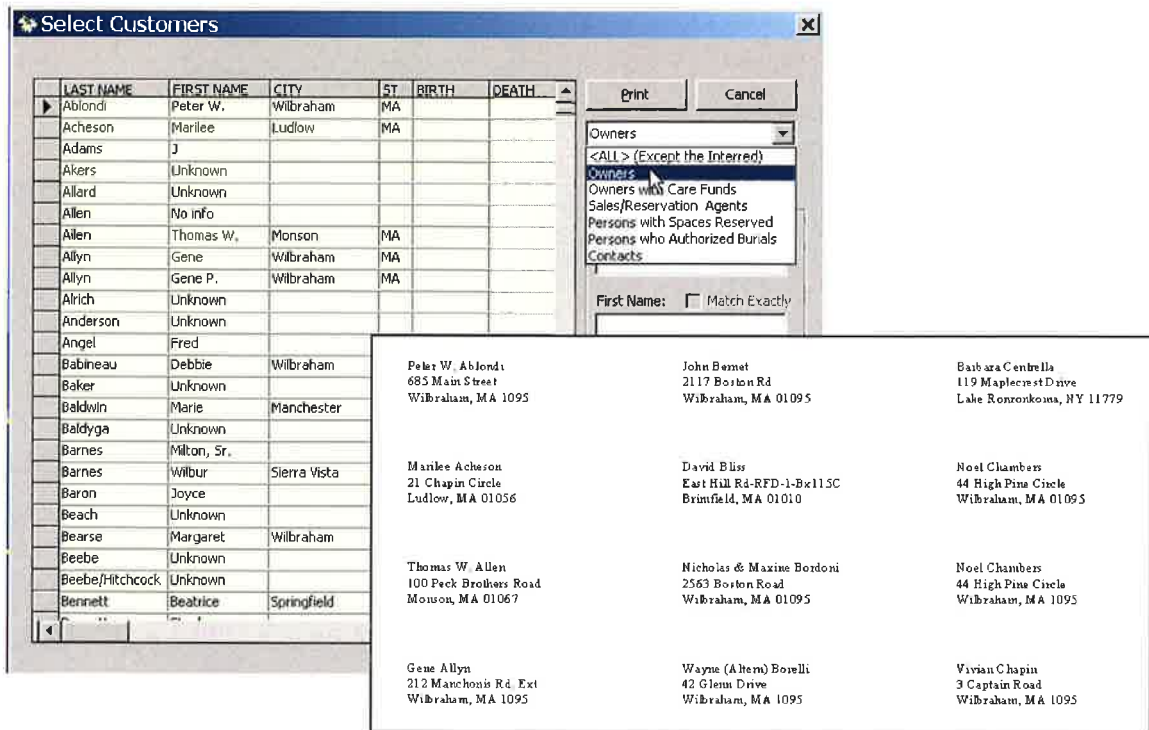 Select Customers
LAST NAME FIRST NAME CITY ST BIRTH DEATH
Ablondi Peter W. Wilbraham MA
Acheson Marilee Ludlow MA
Adams J
Akers Unknown
Allard Unknown
Allen No info
Allen Thomas W. Monson MA
Allyn Gene Wilbraham MA
Allyn Gene P. Wilbraham MA
Alrich Unknown
Anderson Unknown
Angel Fred
Babineau Debbie Wilbraham
Baker Unknown
Baldwin Marie Manchester
Baldyga Unknown
Barnes Milton, Sr.
Barnes Wilbur Sierra Vista
Baron Joyce
Beach Unknown
Bearse Margaret Wilbraham
Beebe Unknown
Beebe/Hitchcock Unknown
Bennett Beatrice Springfield
Print Cancel
Owners
<ALL> (Except the Interred)
Owners
Owners with Care Funds
Sales/Reservation Agents
Persons with Spaces Reserved
Persons who Authorized Burials
Contacts
First Name: Match Exactly
Peter W. Ablondi
685 Main Street
Wilbraham, MA 1095
John Bernet
2117 Boston Rd
Wilbraham, MA 01095
Barbara Centrella
119 Maplecrest Drive
Lake Ronronkoma, NY 11779
Marilee Acheson
21 Chapin Circle
Ludlow, MA 01056
David Bliss
East Hill Rd-RFD-1-Bx115C
Brimfield, MA 01010
Noel Chambers
44 High Pine Circle
Wilbraham, MA 01095
Thomas W. Allen
100 Peck Brothers Road
Monson, MA 01067
Nicholas & Maxine Bordoni
2563 Boston Road
Wilbraham, MA 01095
Noel Chambers
44 High Pine Circle
Wilbraham, MA 1095
Gene Allyn
212 Manchonis Rd. Ext
Wilbraham, MA 1095
Wayne (Altern) Borelli
42 Glenn Drive
Wilbraham, MA 1095
Vivian Chapin
3 Captain Road
Wilbraham, MA 1095